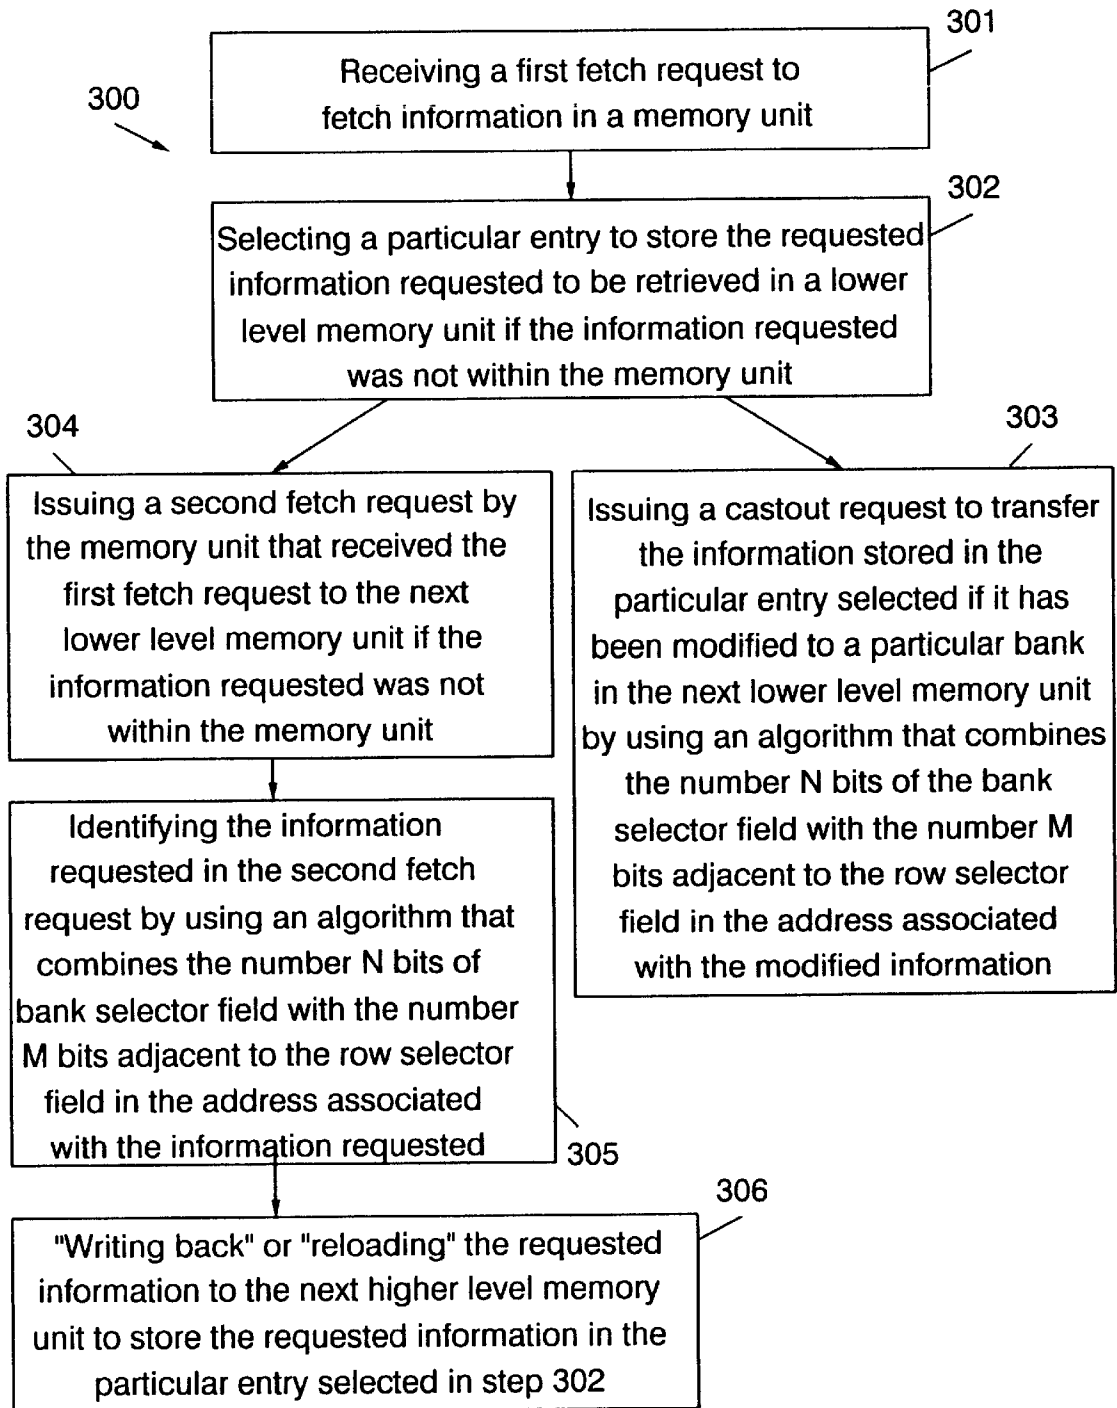 301
Receiving a first fetch request to
fetch information in a memory unit
300
302
Selecting a particular entry to store the requested
information requested to be retrieved in a lower
level memory unit if the information requested
was not within the memory unit
304
Issuing a second fetch request by
the memory unit that received the
first fetch request to the next
lower level memory unit if the
information requested was not
within the memory unit
303
Issuing a castout request to transfer
the information stored in the
particular entry selected if it has
been modified to a particular bank
in the next lower level memory unit
by using an algorithm that combines
the number N bits of the bank
selector field with the number M
bits adjacent to the row selector
field in the address associated
with the modified information
Identifying the information
requested in the second fetch
request by using an algorithm that
combines the number N bits of
bank selector field with the number
M bits adjacent to the row selector
field in the address associated
with the information requested
305
306
"Writing back" or "reloading" the requested
information to the next higher level memory
unit to store the requested information in the
particular entry selected in step 302